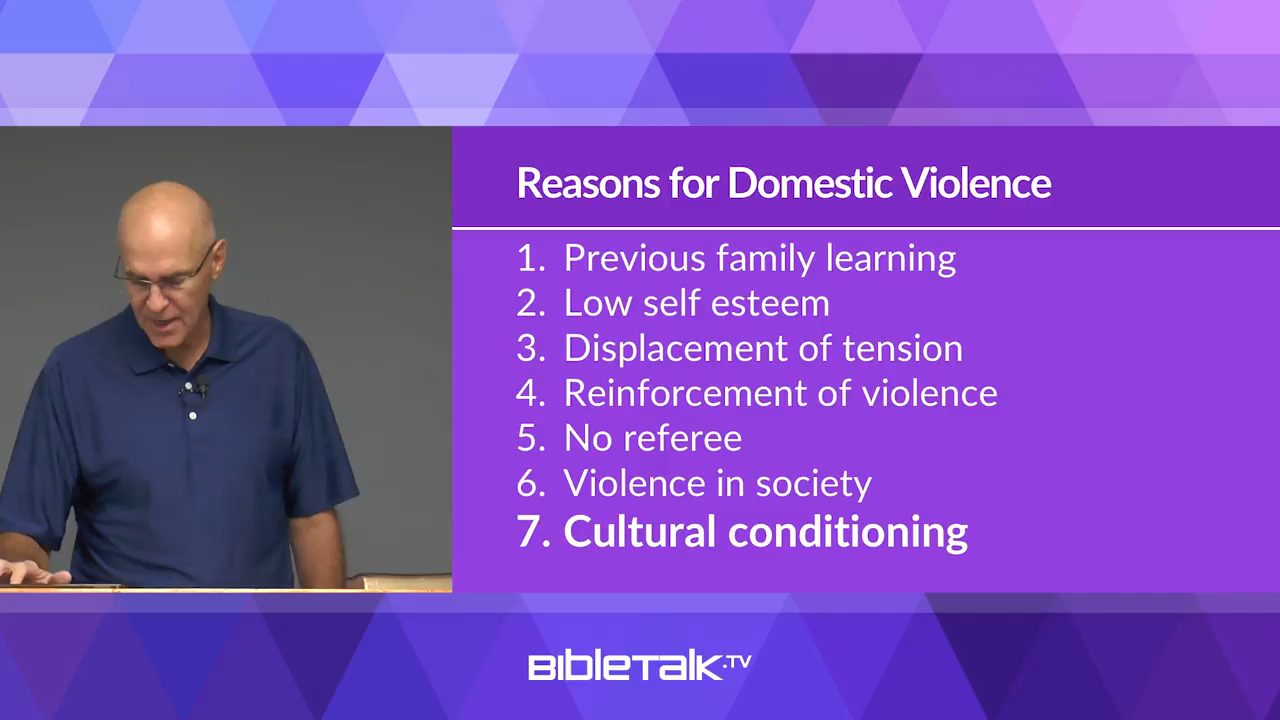 Reasons for Domestic Violence
1. Previous family learning
2. Low self esteem
3. Displacement of tension
4. Reinforcement of violence
5. No referee
6. Violence in society
7. Cultural conditioning
BibleTalk.TV